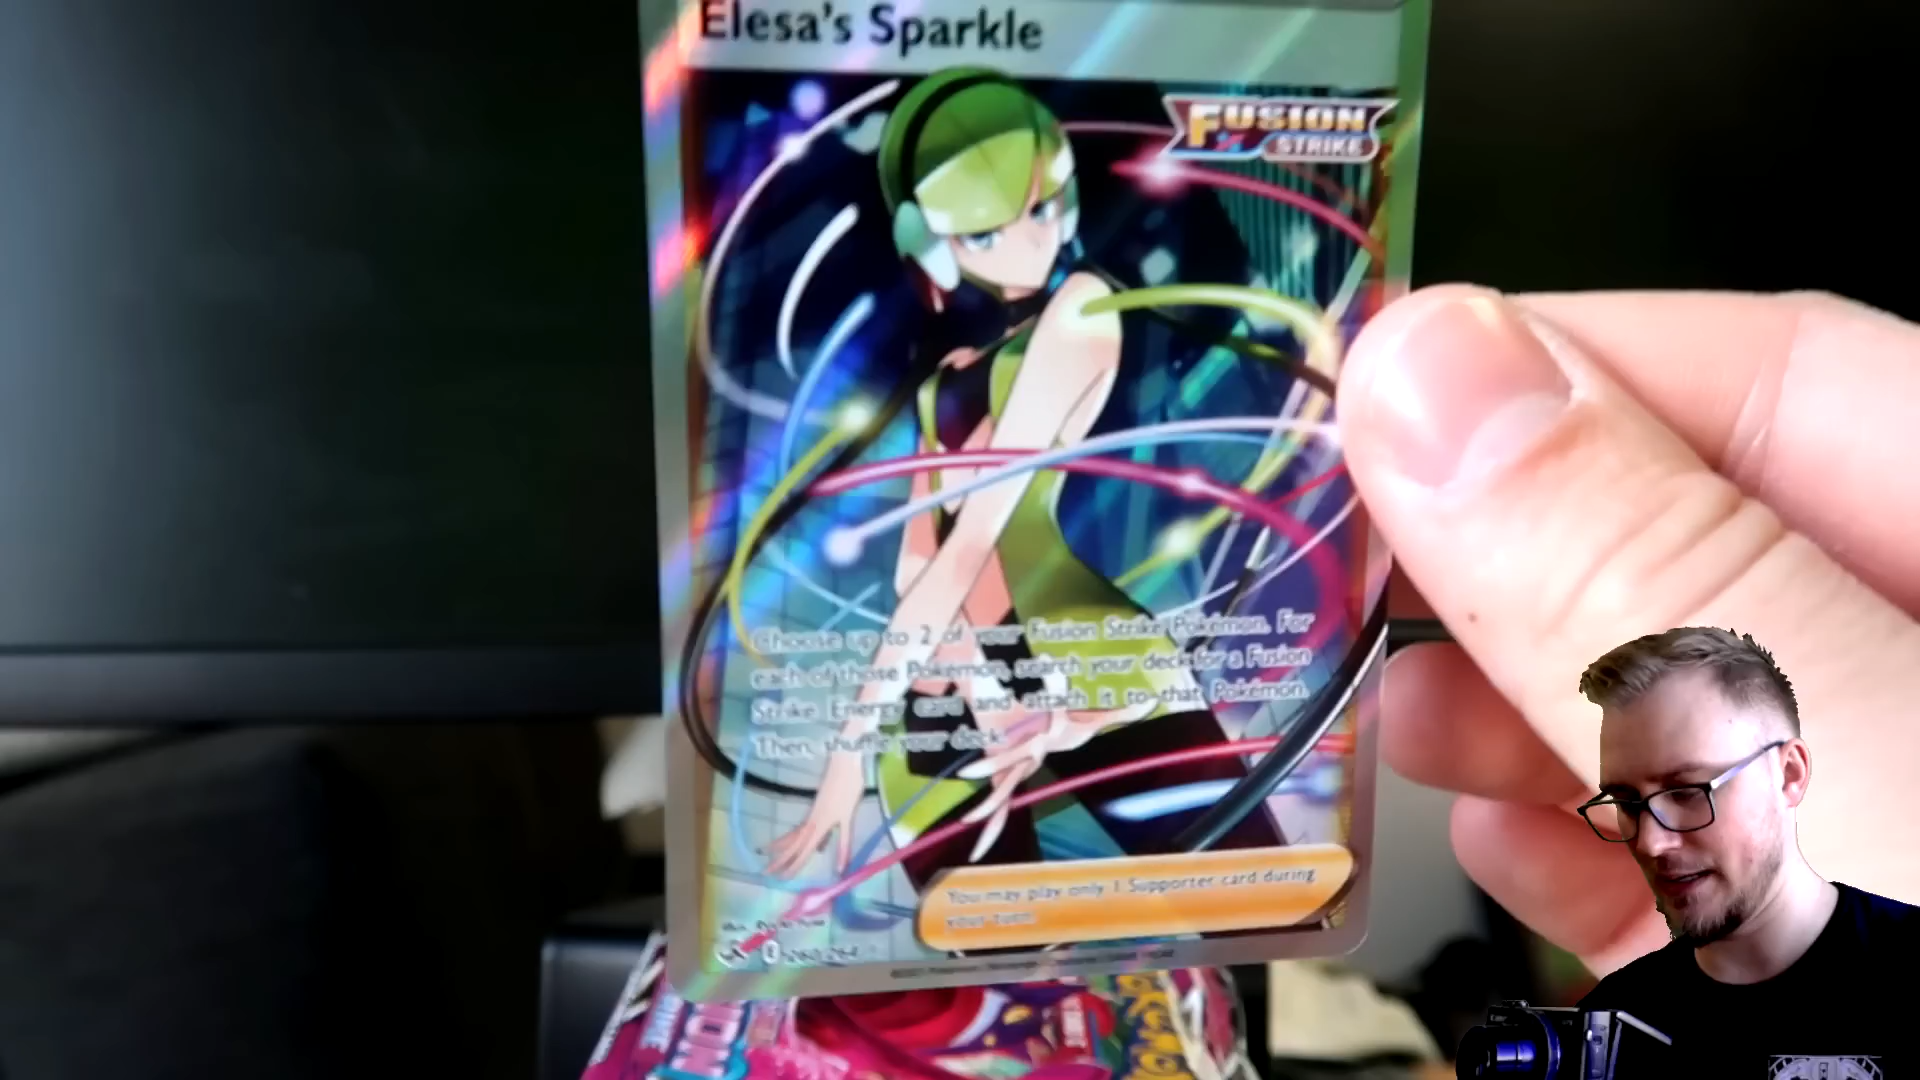 Elesa's Sparkle
FUSION
STRIKE
Choose up to 2 of your Fusion Strike Pokémon. For
each of those Pokémon, search your deck for a Fusion
Strike Energy card and attach it to that Pokémon.
Then, shuffle your deck.
You may play only 1 Supporter card during
your turn.